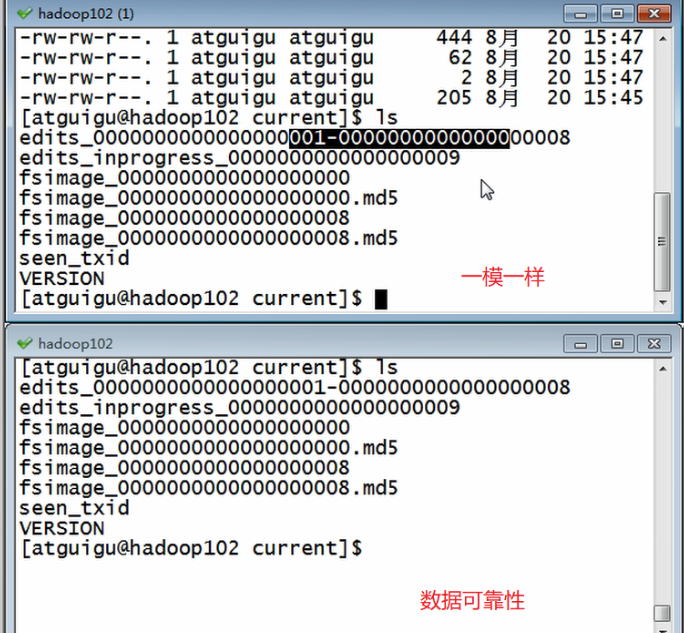 hadoop102 (1)
-rw-rw-r--. 1 atguigu atguigu 444 8月 20 15:47
-rw-rw-r--. 1 atguigu atguigu 62 8月 20 15:47
-rw-rw-r--. 1 atguigu atguigu 2 8月 20 15:47
-rw-rw-r--. 1 atguigu atguigu 205 8月 20 15:45
[atguigu@hadoop102 current]$ ls
edits_0000000000000000001-0000000000000000008
edits_inprogress_0000000000000000009
fsimage_0000000000000000000
fsimage_0000000000000000000.md5
fsimage_0000000000000000008
fsimage_0000000000000000008.md5
seen_txid
VERSION
一模一样
[atguigu@hadoop102 current]$
hadoop102
[atguigu@hadoop102 current]$ ls
edits_0000000000000000001-0000000000000000008
edits_inprogress_0000000000000000009
fsimage_0000000000000000000
fsimage_0000000000000000000.md5
fsimage_0000000000000000008
fsimage_0000000000000000008.md5
seen_txid
VERSION
[atguigu@hadoop102 current]$
数据可靠性